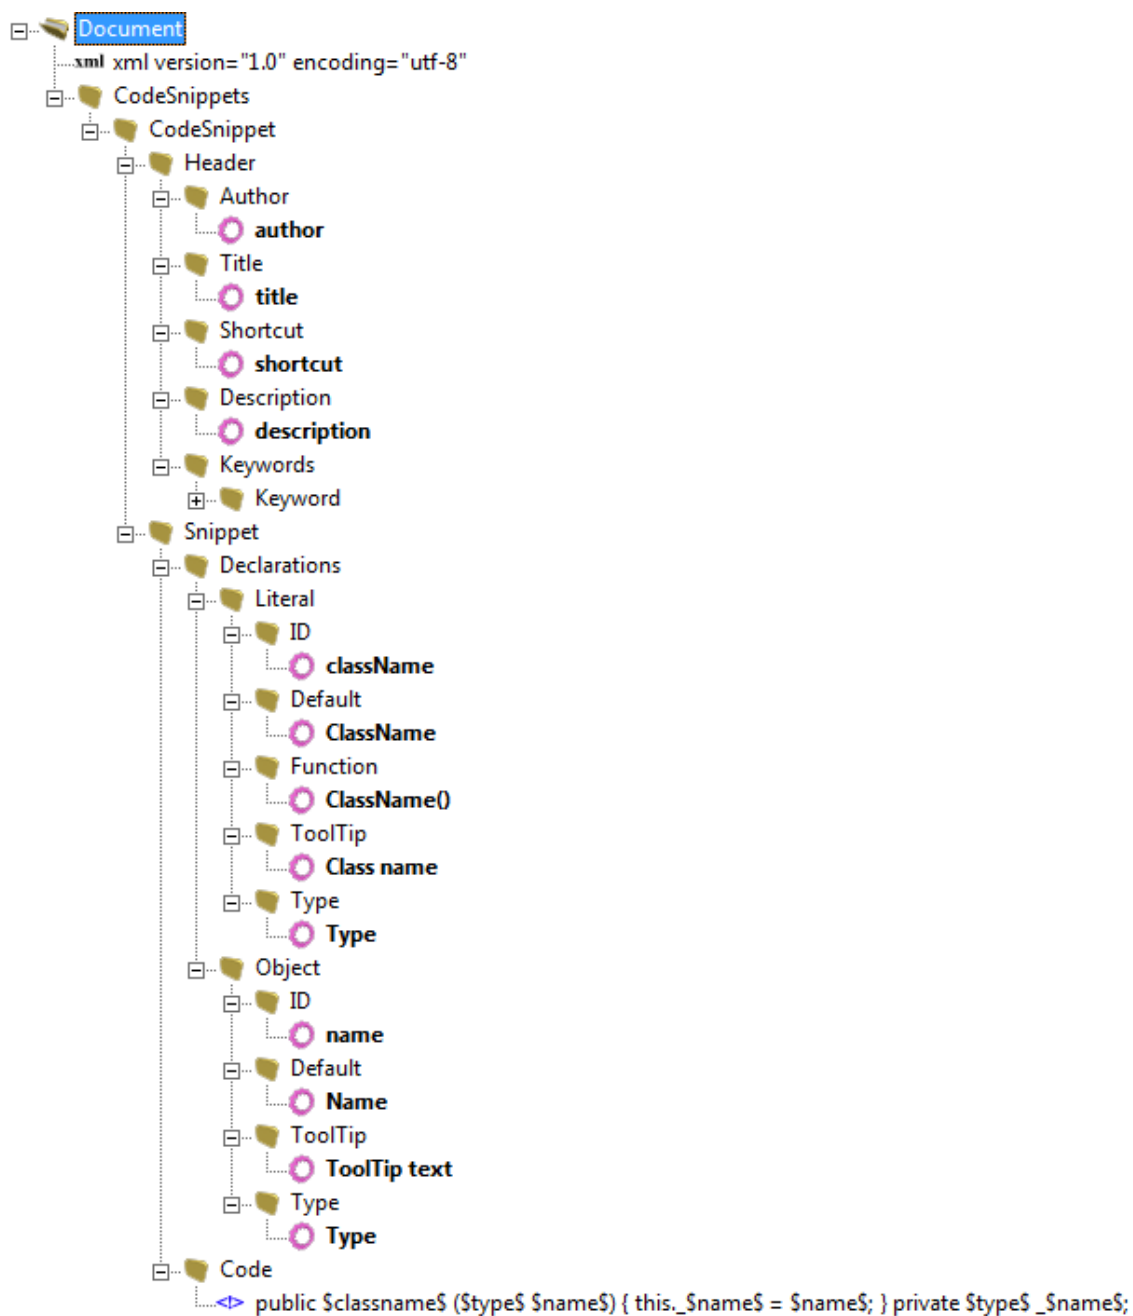 Document
xml xml version="1.0" encoding="utf-8"
CodeSnippets
CodeSnippet
Header
Author
author
Title
title
Shortcut
shortcut
Description
description
Keywords
Keyword
Snippet
Declarations
Literal
ID
className
Default
ClassName
Function
ClassName()
ToolTip
Class name
Type
Type
Object
ID
name
Default
Name
ToolTip
ToolTip text
Type
Type
Code
<> public $classname$ ($type$ $name$) { this._$name$ = $name$; } private $type$ _$name$;